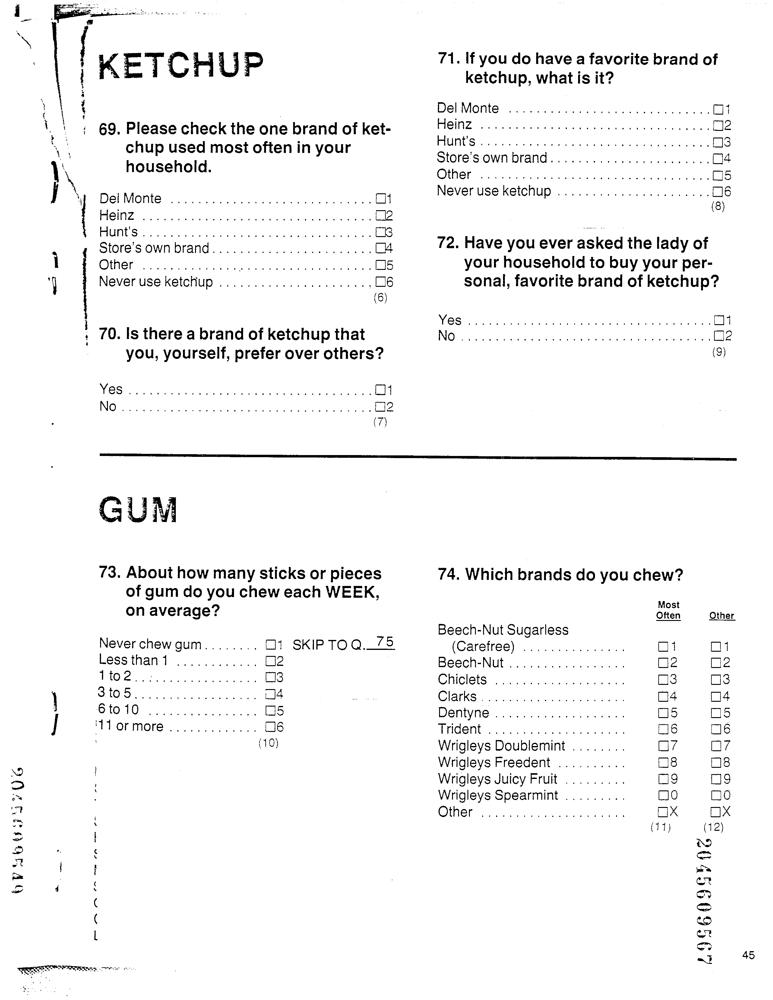 KETCHUP
69. Please check the one brand of ket-
chup used most often in your
household.
Del Monte ............................ □1
Heinz ................................ □2
Hunt's ............................... □3
Store's own brand ...................... □4
Other ................................ □5
Never use ketchup ..................... □6
(6)
70. Is there a brand of ketchup that
you, yourself, prefer over others?
Yes .................................. □1
No ................................... □2
(7)
71. If you do have a favorite brand of
ketchup, what is it?
Del Monte ............................ □1
Heinz ................................ □2
Hunt's ............................... □3
Store's own brand ...................... □4
Other ................................ □5
Never use ketchup ..................... □6
(8)
72. Have you ever asked the lady of
your household to buy your per-
sonal, favorite brand of ketchup?
Yes .................................. □1
No ................................... □2
(9)
GUM
73. About how many sticks or pieces
of gum do you chew each WEEK,
on average?
Never chew gum ........ □1 SKIP TO Q. 75
Less than 1 ............ □2
1 to 2 ................. □3
3 to 5 ................. □4
6 to 10 ............... □5
11 or more ............. □6
(10)
74. Which brands do you chew?
Most
Often Other
Beech-Nut Sugarless
(Carefree) ............... □1 □1
Beech-Nut ................. □2 □2
Chiclets ................... □3 □3
Clarks ..................... □4 □4
Dentyne ................... □5 □5
Trident .................... □6 □6
Wrigleys Doublemint ........ □7 □7
Wrigleys Freedent .......... □8 □8
Wrigleys Juicy Fruit ......... □9 □9
Wrigleys Spearmint ......... □0 □0
Other ..................... □X □X
(11) (12)
2045609567
45